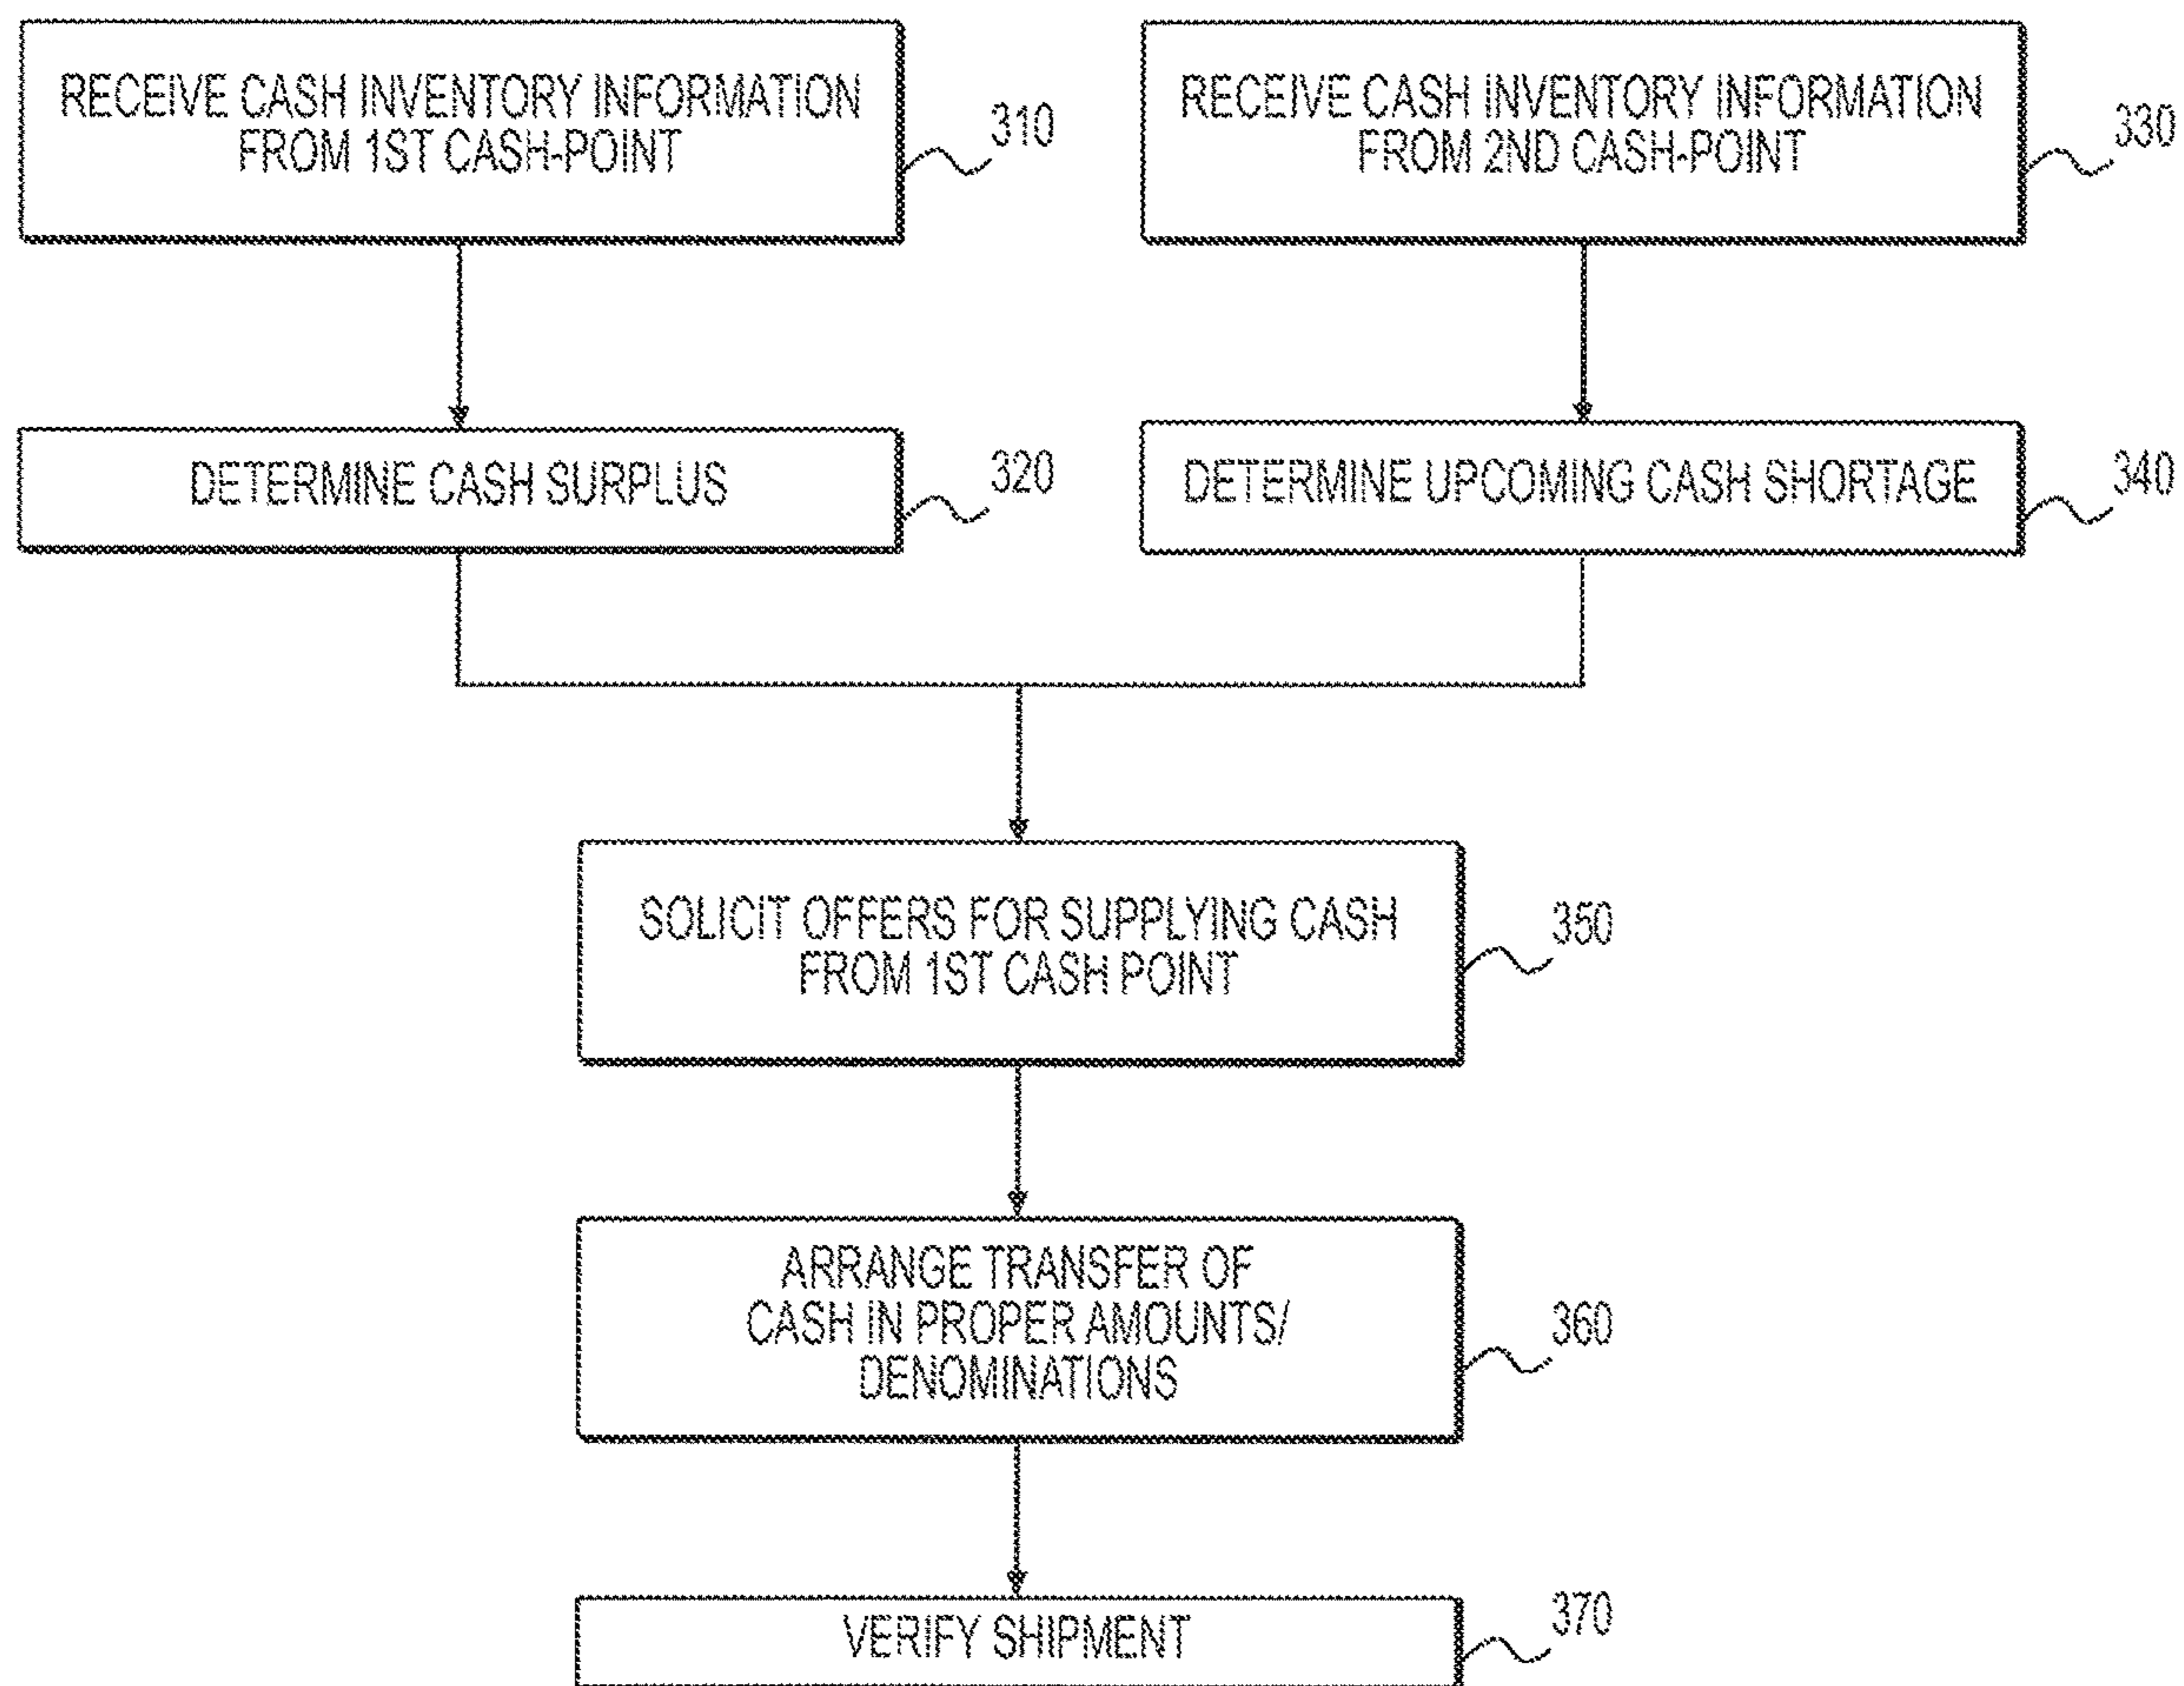 RECEIVE CASH INVENTORY INFORMATION
FROM 1ST CASH-POINT
310
RECEIVE CASH INVENTORY INFORMATION
FROM 2ND CASH-POINT
330
DETERMINE CASH SURPLUS
320
DETERMINE UPCOMING CASH SHORTAGE
340
SOLICIT OFFERS FOR SUPPLYING CASH
FROM 1ST CASH POINT
350
ARRANGE TRANSFER OF
CASH IN PROPER AMOUNTS/
DENOMINATIONS
360
VERIFY SHIPMENT
370